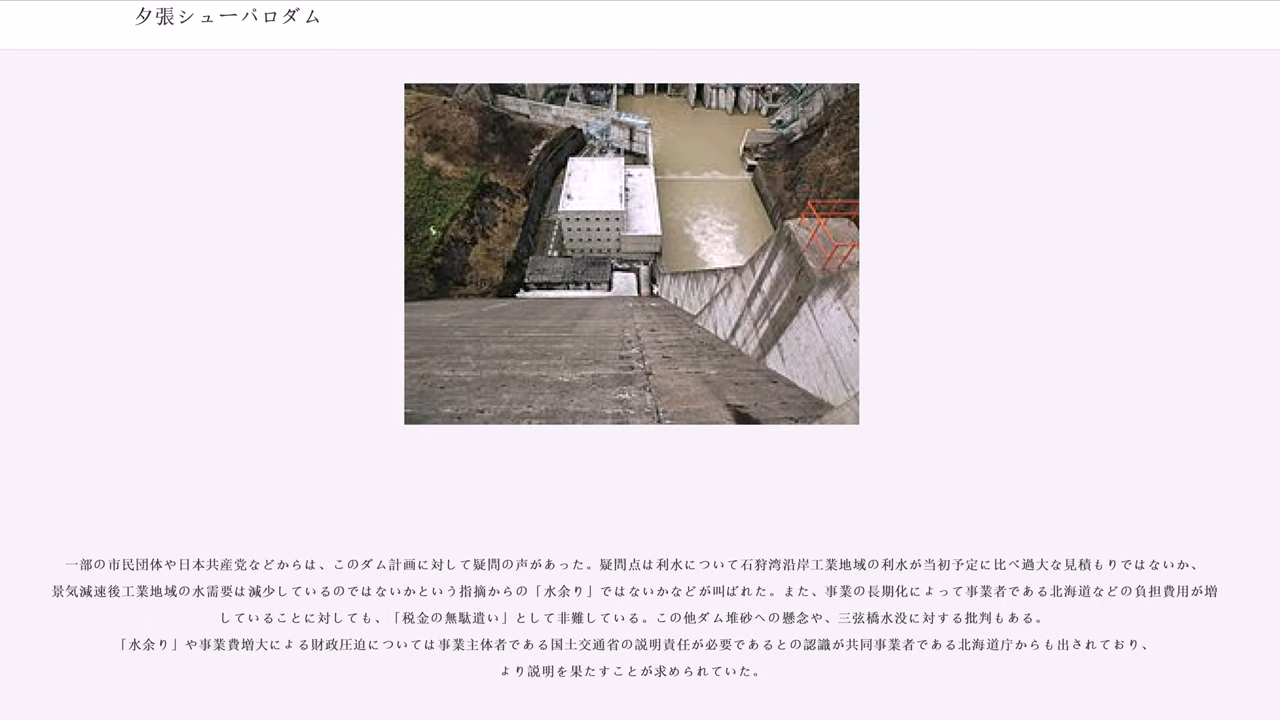 夕張シューパロダム
一部の市民団体や日本共産党などからは、このダム計画に対して疑問の声があった。疑問点は利水について石狩湾沿岸工業地域の利水が当初予定に比べ過大な見積もりではないか、
景気減速後工業地域の水需要は減少しているのではないかという指摘からの「水余り」ではないかなどが叫ばれた。また、事業の長期化によって事業者である北海道などの負担費用が増
していることに対しても、「税金の無駄遣い」として非難している。この他ダム堆砂への懸念や、三弦橋水没に対する批判もある。
「水余り」や事業費増大による財政圧迫については事業主体者である国土交通省の説明責任が必要であるとの認識が共同事業者である北海道庁からも出されており、
より説明を果たすことが求められていた。